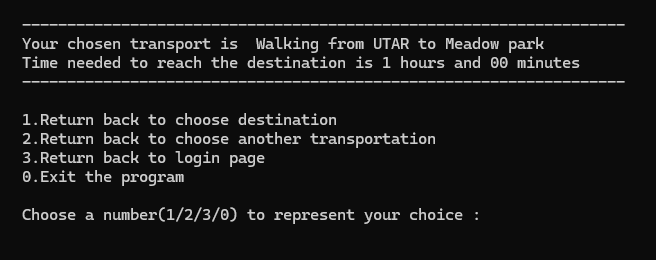 --------------------------------------------------------------------
Your chosen transport is  Walking from UTAR to Meadow park
Time needed to reach the destination is 1 hours and 00 minutes
--------------------------------------------------------------------
1.Return back to choose destination
2.Return back to choose another transportation
3.Return back to login page
0.Exit the program
Choose a number(1/2/3/0) to represent your choice :